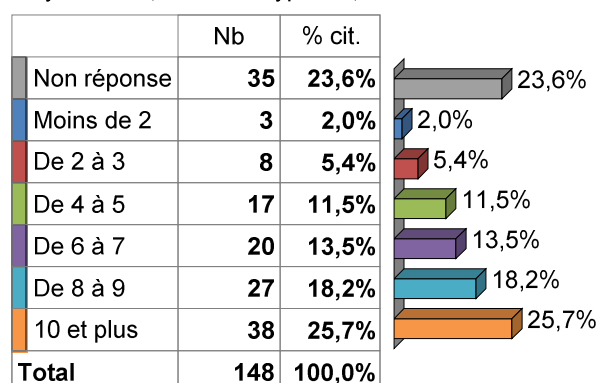 Nb % cit.
Non réponse 35 23,6% 23,6%
Moins de 2 3 2,0% 2,0%
De 2 à 3 8 5,4% 5,4%
De 4 à 5 17 11,5% 11,5%
De 6 à 7 20 13,5% 13,5%
De 8 à 9 27 18,2% 18,2%
10 et plus 38 25,7% 25,7%
Total 148 100,0%